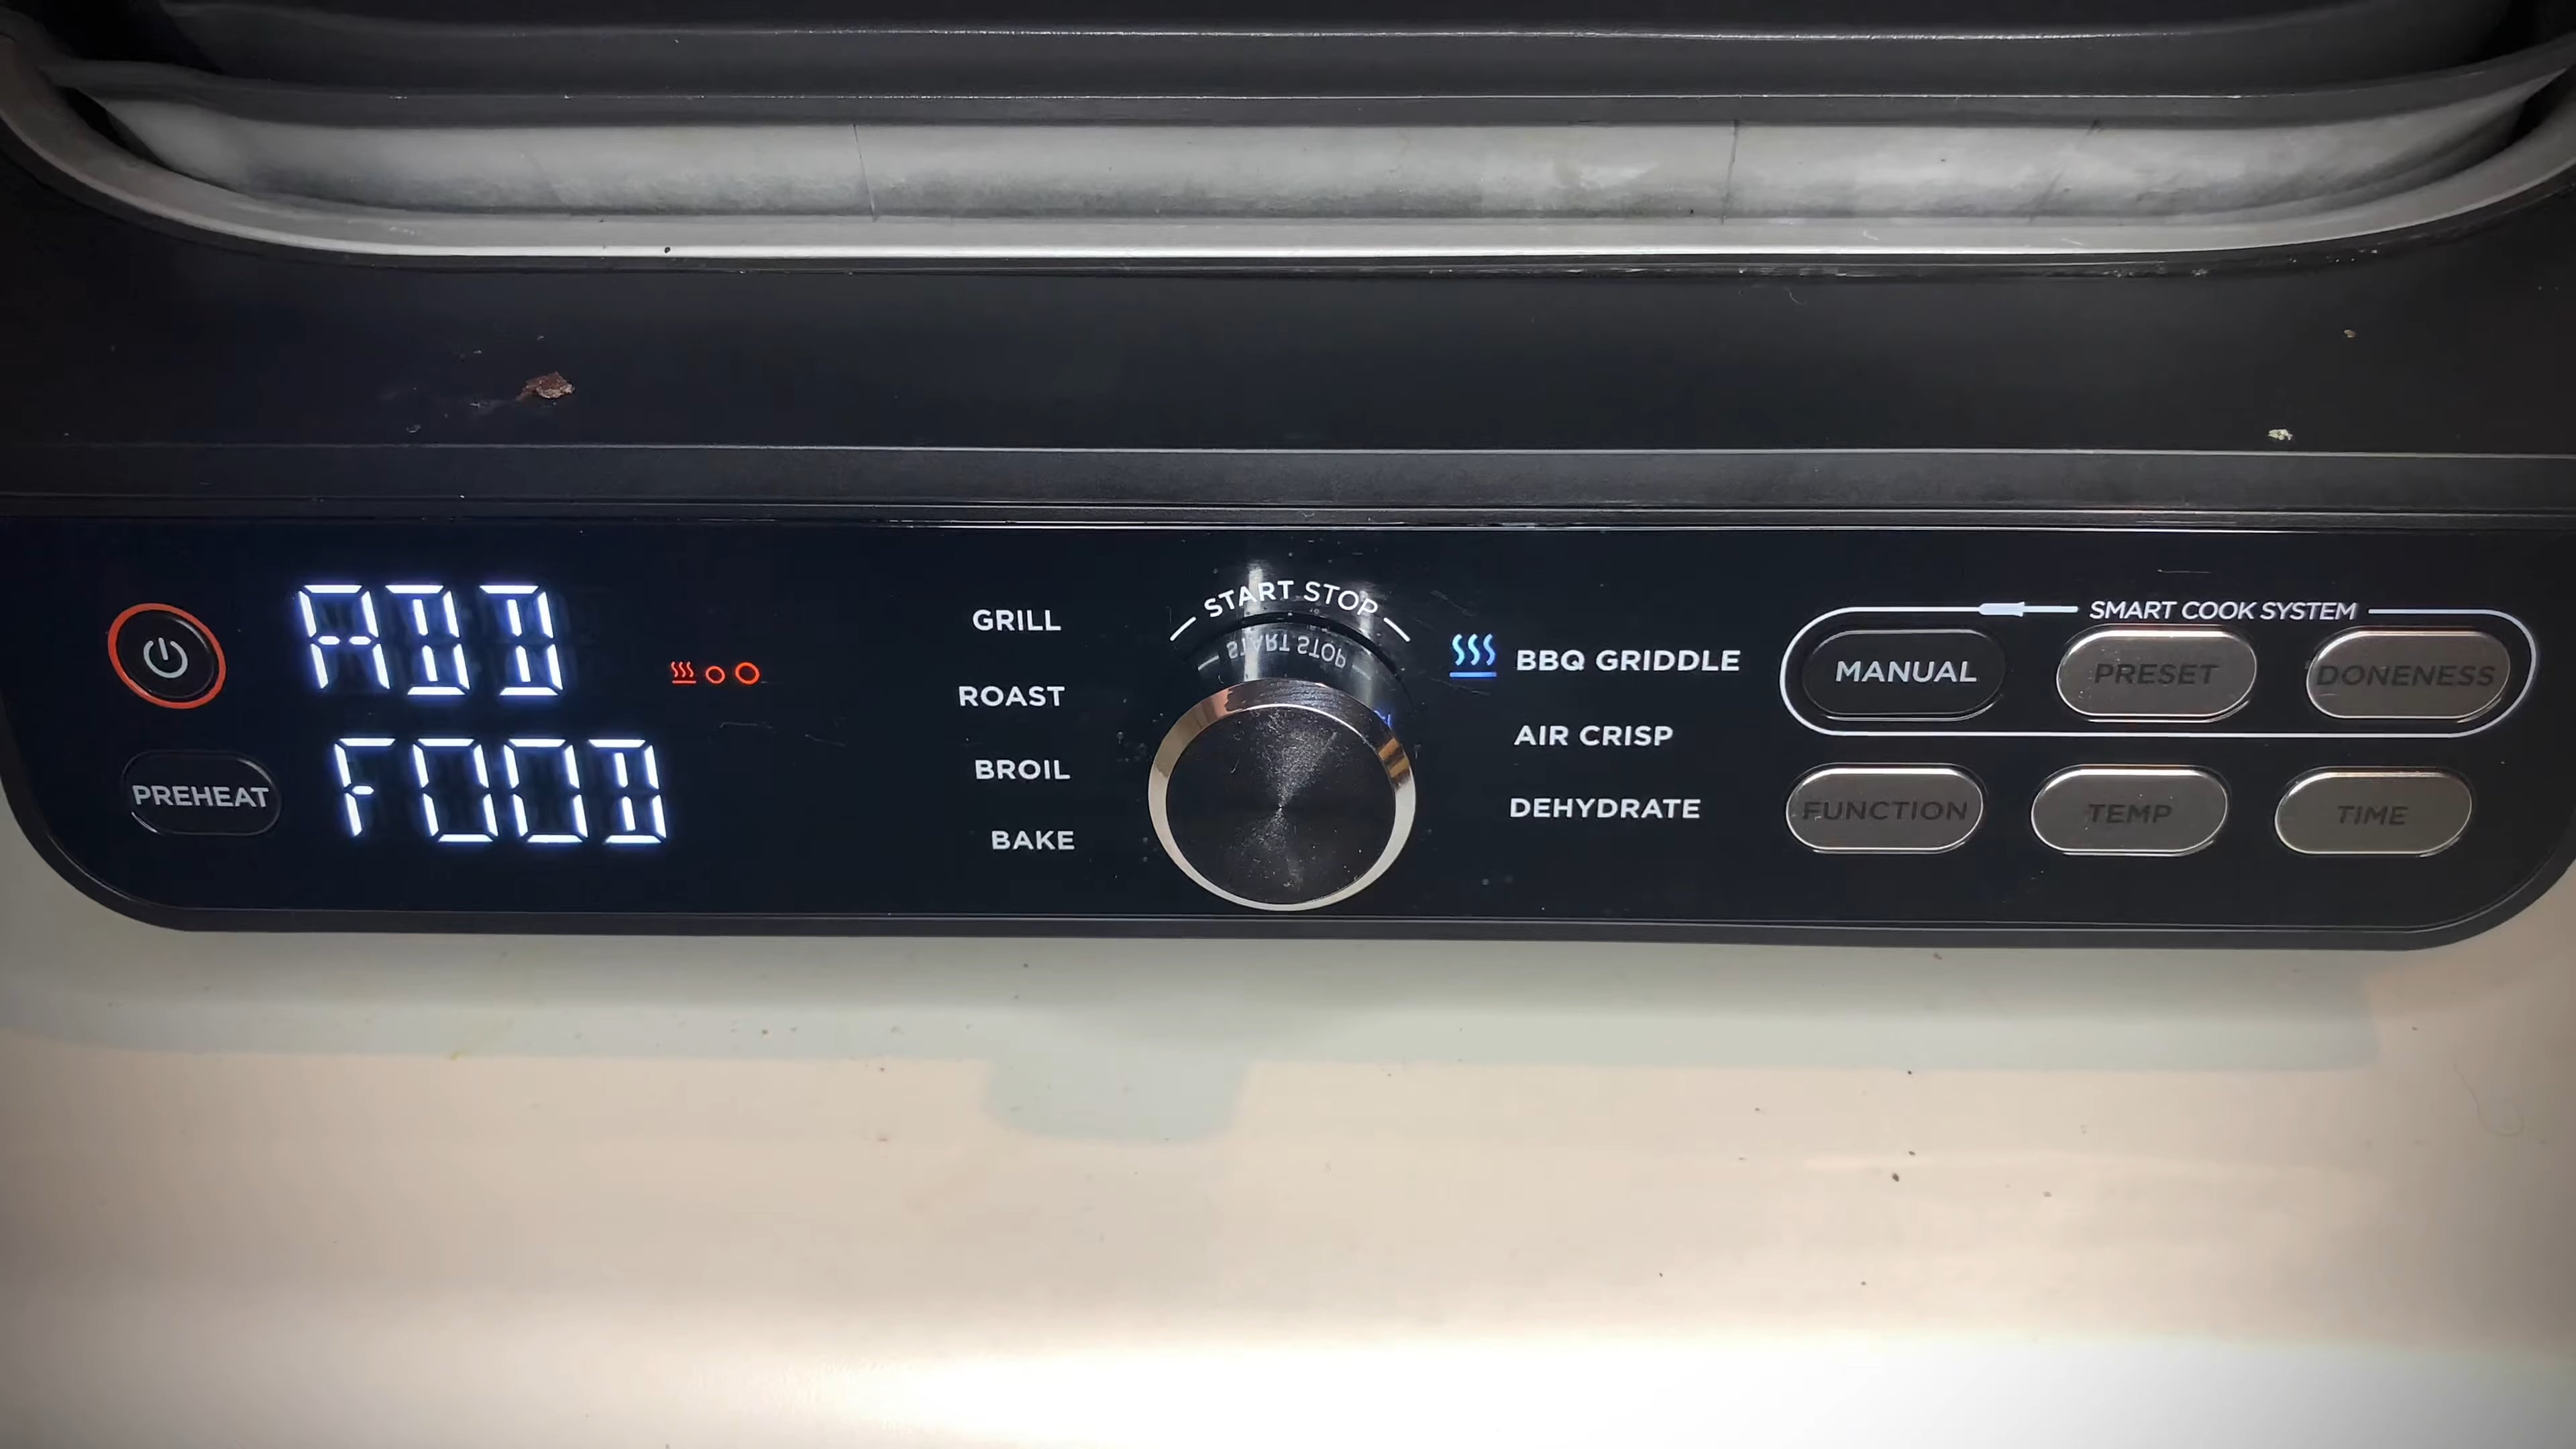 ADD
FOOD
PREHEAT
GRILL
ROAST
BROIL
BAKE
START STOP
BBQ GRIDDLE
AIR CRISP
DEHYDRATE
SMART COOK SYSTEM
MANUAL PRESET DONENESS
FUNCTION TEMP TIME